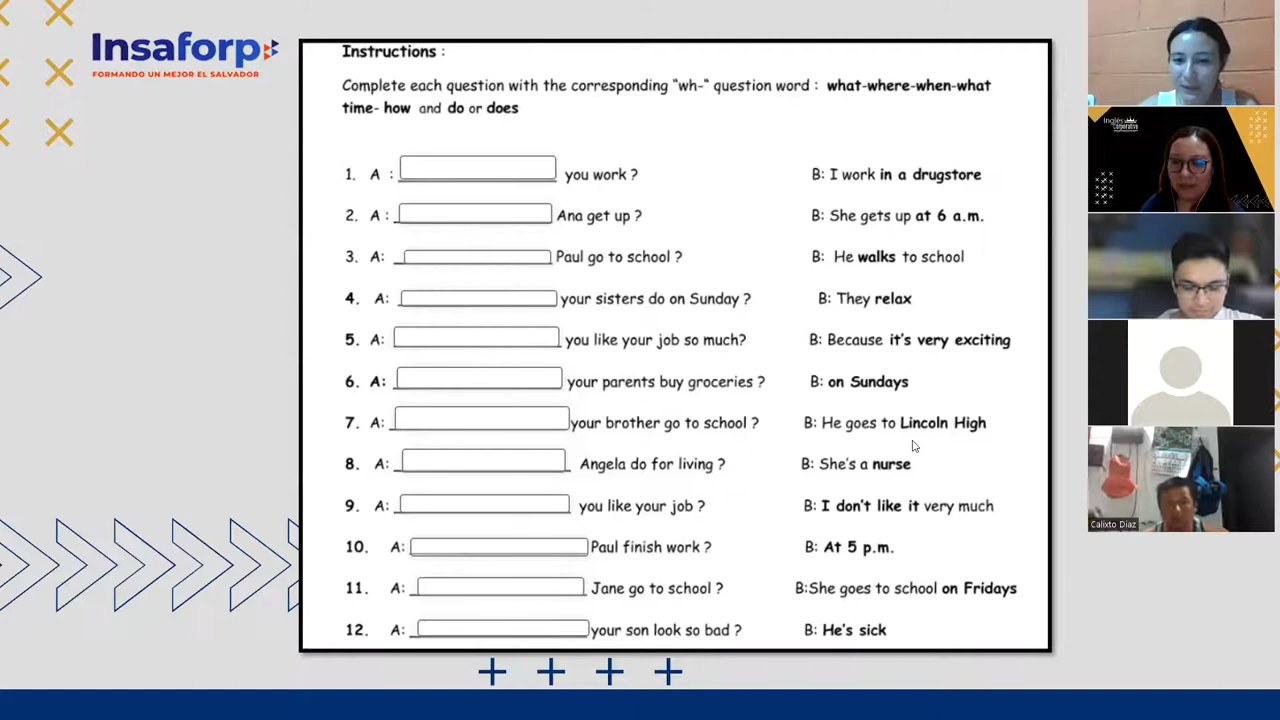 Insaforp
FORMANDO UN MEJOR EL SALVADOR
Instructions :
Complete each question with the corresponding "wh-" question word : what-where-when-what
time- how and do or does
1. A : you work ? B: I work in a drugstore
2. A : Ana get up ? B: She gets up at 6 a.m.
3. A: Paul go to school ? B: He walks to school
4. A: your sisters do on Sunday ? B: They relax
5. A: you like your job so much? B: Because it's very exciting
6. A: your parents buy groceries ? B: on Sundays
7. A: your brother go to school ? B: He goes to Lincoln High
8. A: Angela do for living ? B: She's a nurse
9. A: you like your job ? B: I don't like it very much
10. A: Paul finish work ? B: At 5 p.m.
11. A: Jane go to school ? B:She goes to school on Fridays
12. A: your son look so bad ? B: He's sick
Inglés
Corporativo
Calixto Diaz